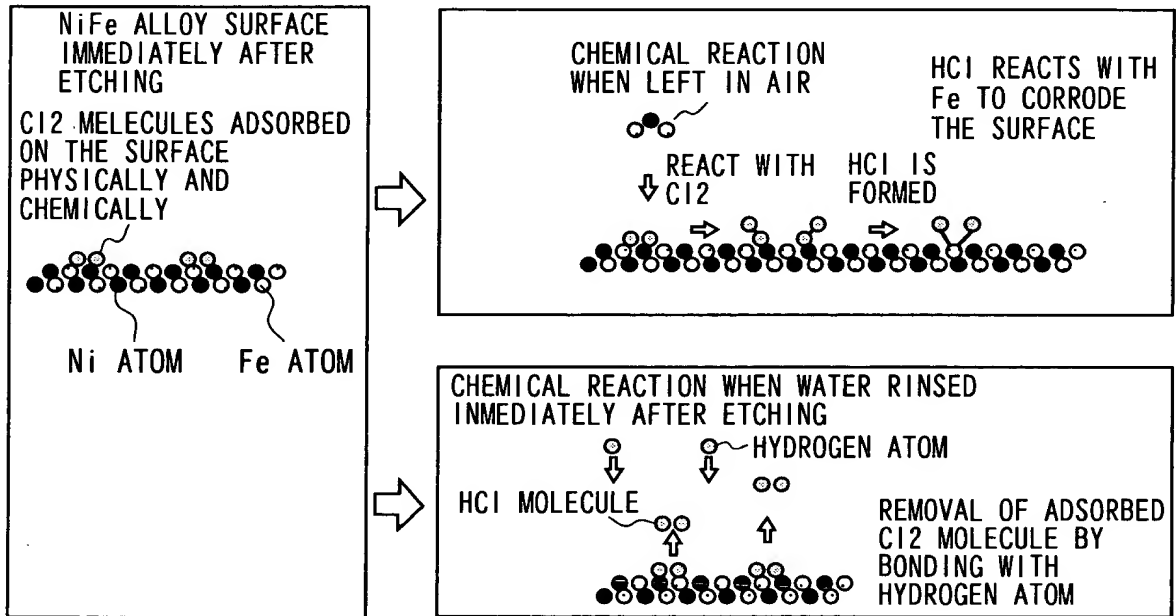 NiFe ALLOY SURFACE
IMMEDIATELY AFTER
ETCHING
Cl2 MELECULES ADSORBED
ON THE SURFACE
PHYSICALLY AND
CHEMICALLY
Ni ATOM
Fe ATOM
CHEMICAL REACTION
WHEN LEFT IN AIR
REACT WITH
Cl2
HCl IS
FORMED
HCl REACTS WITH
Fe TO CORRODE
THE SURFACE
CHEMICAL REACTION WHEN WATER RINSED
INMEDIATELY AFTER ETCHING
HYDROGEN ATOM
HCl MOLECULE
REMOVAL OF ADSORBED
Cl2 MOLECULE BY
BONDING WITH
HYDROGEN ATOM